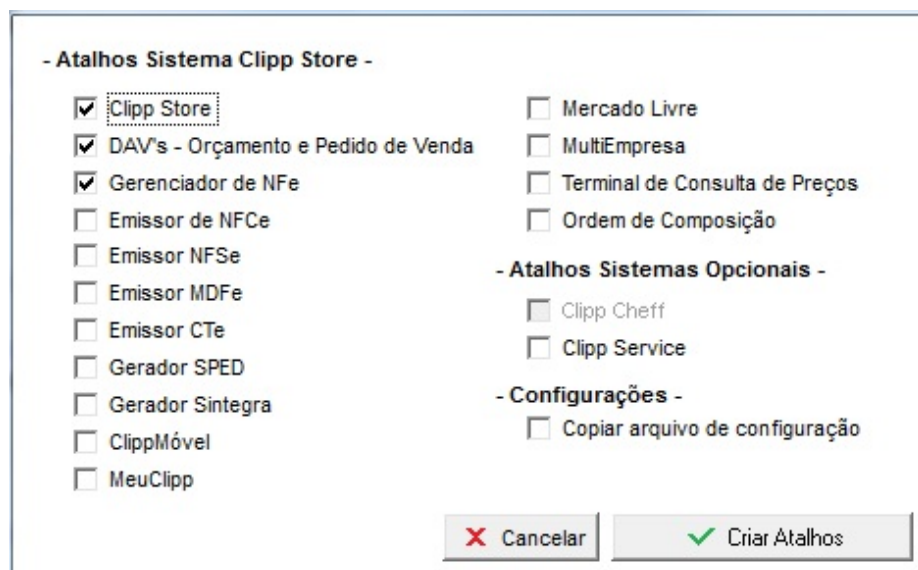 - Atalhos Sistema Clipp Store -
Clipp Store
DAV's - Orçamento e Pedido de Venda
Gerenciador de NFe
Emissor de NFCe
Emissor NFSe
Emissor MDFe
Emissor CTe
Gerador SPED
Gerador Sintegra
ClippMóvel
MeuClipp
Mercado Livre
MultiEmpresa
Terminal de Consulta de Preços
Ordem de Composição
- Atalhos Sistemas Opcionais -
Clipp Cheff
Clipp Service
- Configurações -
Copiar arquivo de configuração
Cancelar
Criar Atalhos